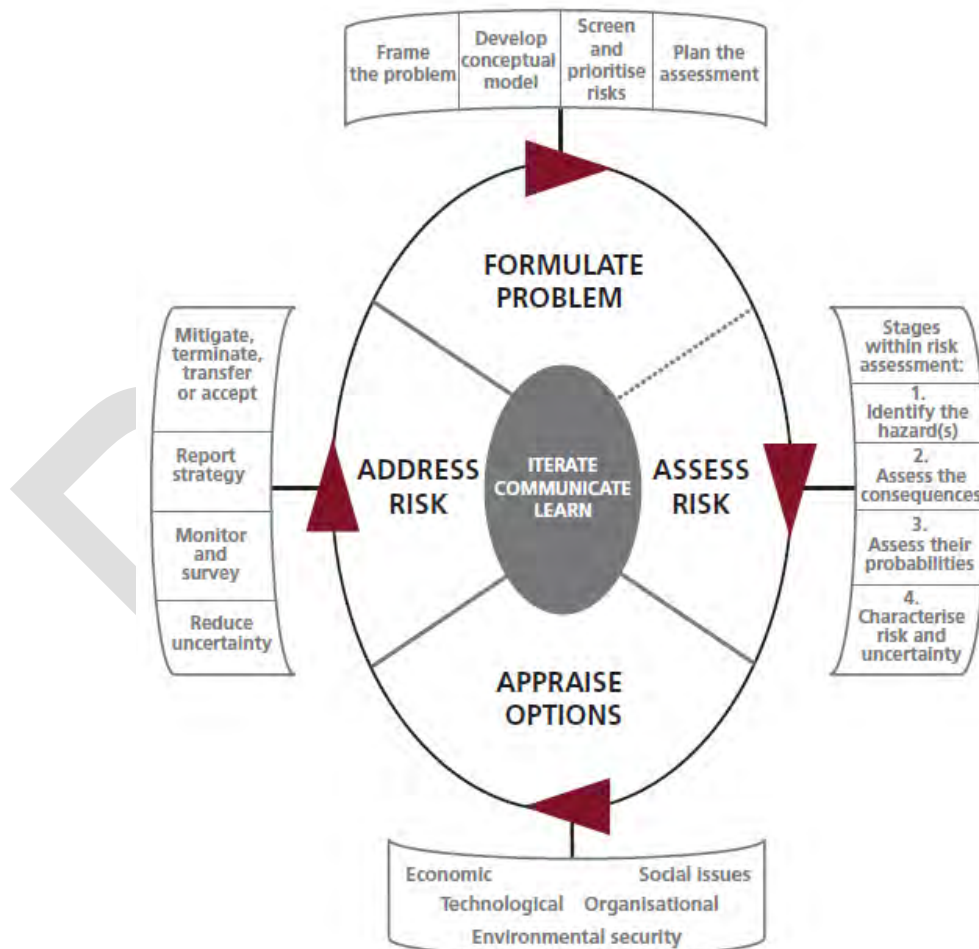 Frame
the problem
Develop
conceptual
model
Screen
and
prioritise
risks
Plan the
assessment
FORMULATE
PROBLEM
Mitigate,
terminate,
transfer
or accept
Report
strategy
Monitor
and
survey
Reduce
uncertainty
ADDRESS
RISK
ITERATE
COMMUNICATE
LEARN
ASSESS
RISK
Stages
within risk
assessment:
1.
Identify the
hazard(s)
2.
Assess the
consequences
3.
Assess their
probabilities
4.
Characterise
risk and
uncertainty
APPRAISE
OPTIONS
Economic Social issues
Technological Organisational
Environmental security